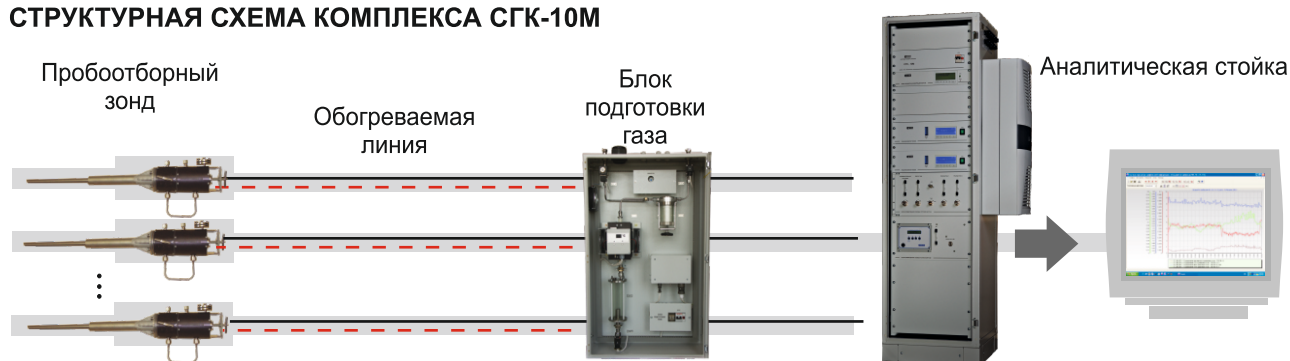 СТРУКТУРНАЯ СХЕМА КОМПЛЕКСА СГК-10М
Пробоотборный
зонд
Обогреваемая
линия
Блок
подготовки
газа
Аналитическая стойка